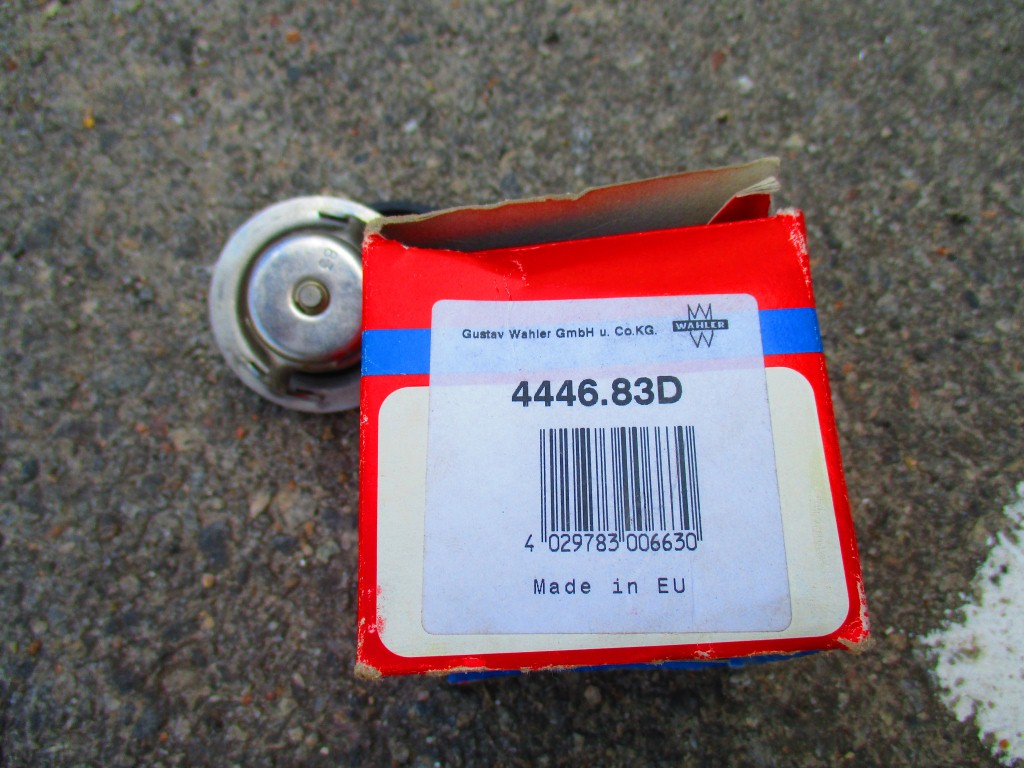 Gustav Wahler GmbH u. Co.KG.
WAHLER
4446.83D
4 029783 006630
Made in EU